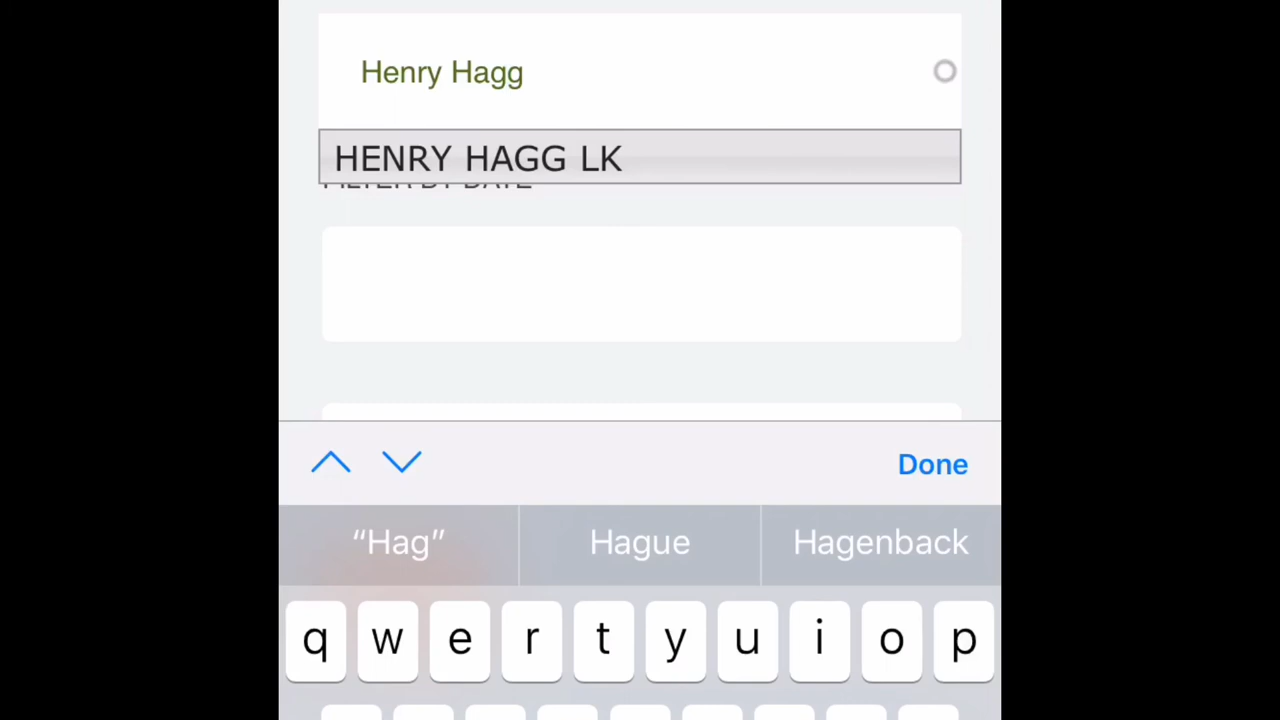 Henry Hagg
HENRY HAGG LK
FILTER BY DATE
Done
“Hag” Hague Hagenback
q w e r t y u i o p